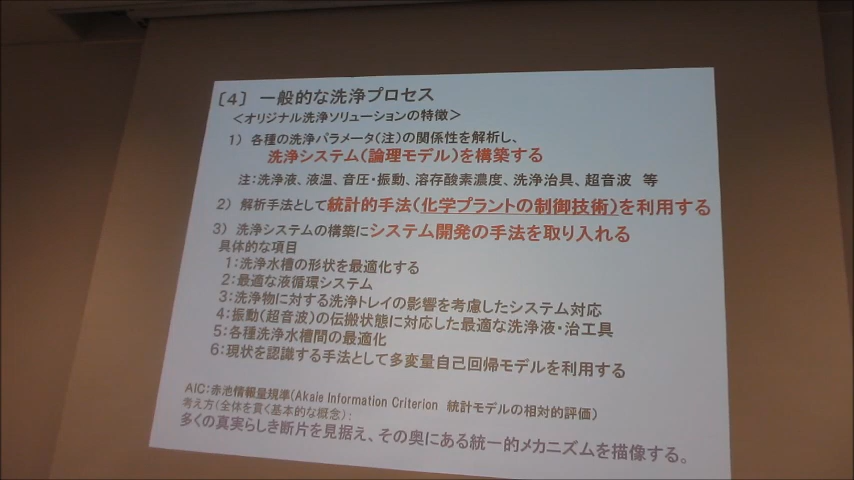 ［4］ 一般的な洗浄プロセス
＜オリジナル洗浄ソリューションの特徴＞
1）各種の洗浄パラメータ（注）の関係性を解析し、
洗浄システム（論理モデル）を構築する
注：洗浄液、液温、音圧・振動、溶存酸素濃度、洗浄治具、超音波 等
2）解析手法として統計的手法（化学プラントの制御技術）を利用する
3）洗浄システムの構築にシステム開発の手法を取り入れる
具体的な項目
1：洗浄水槽の形状を最適化する
2：最適な液循環システム
3：洗浄物に対する洗浄トレイの影響を考慮したシステム対応
4：振動（超音波）の伝搬状態に対応した最適な洗浄液・治工具
5：各種洗浄水槽間の最適化
6：現状を認識する手法として多変量自己回帰モデルを利用する
AIC：赤池情報量規準（Akaie Information Criterion 統計モデルの相対的評価）
考え方（全体を貫く基本的な概念）：
多くの真実らしき断片を見据え、その奥にある統一的メカニズムを描像する。